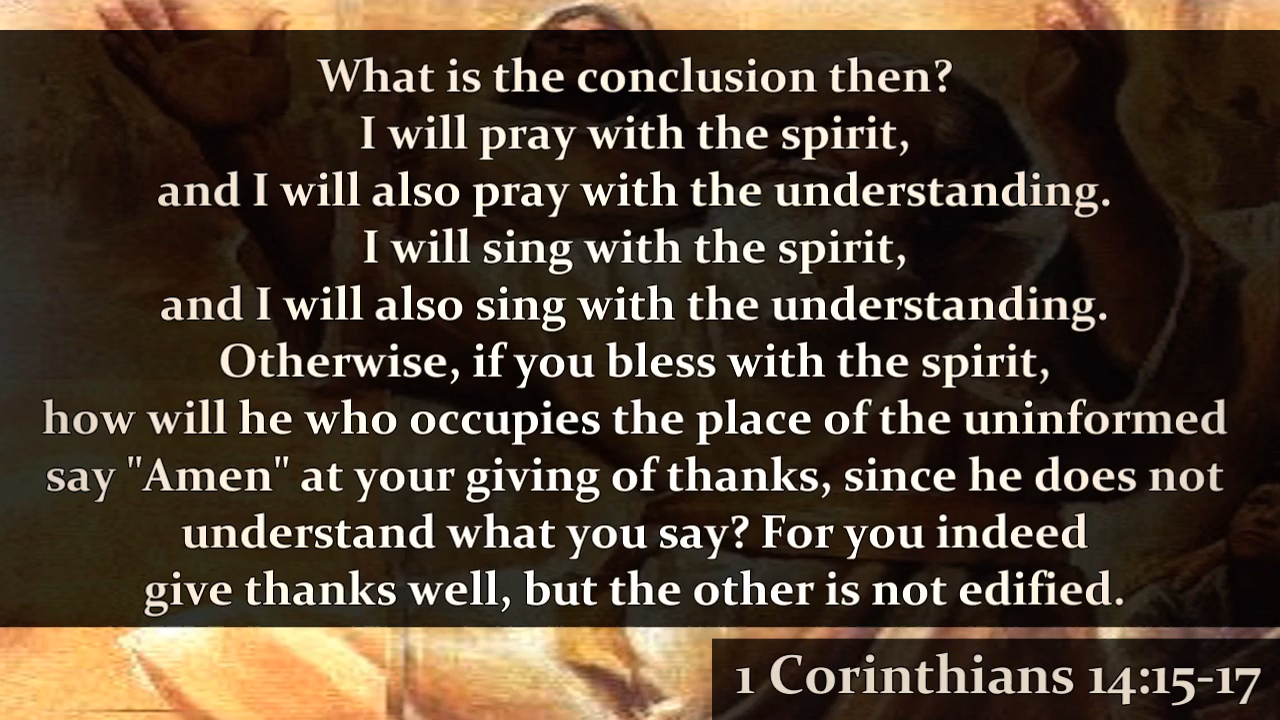 What is the conclusion then?
I will pray with the spirit,
and I will also pray with the understanding.
I will sing with the spirit,
and I will also sing with the understanding.
Otherwise, if you bless with the spirit,
how will he who occupies the place of the uninformed
say "Amen" at your giving of thanks, since he does not
understand what you say? For you indeed
give thanks well, but the other is not edified.
1 Corinthians 14:15-17